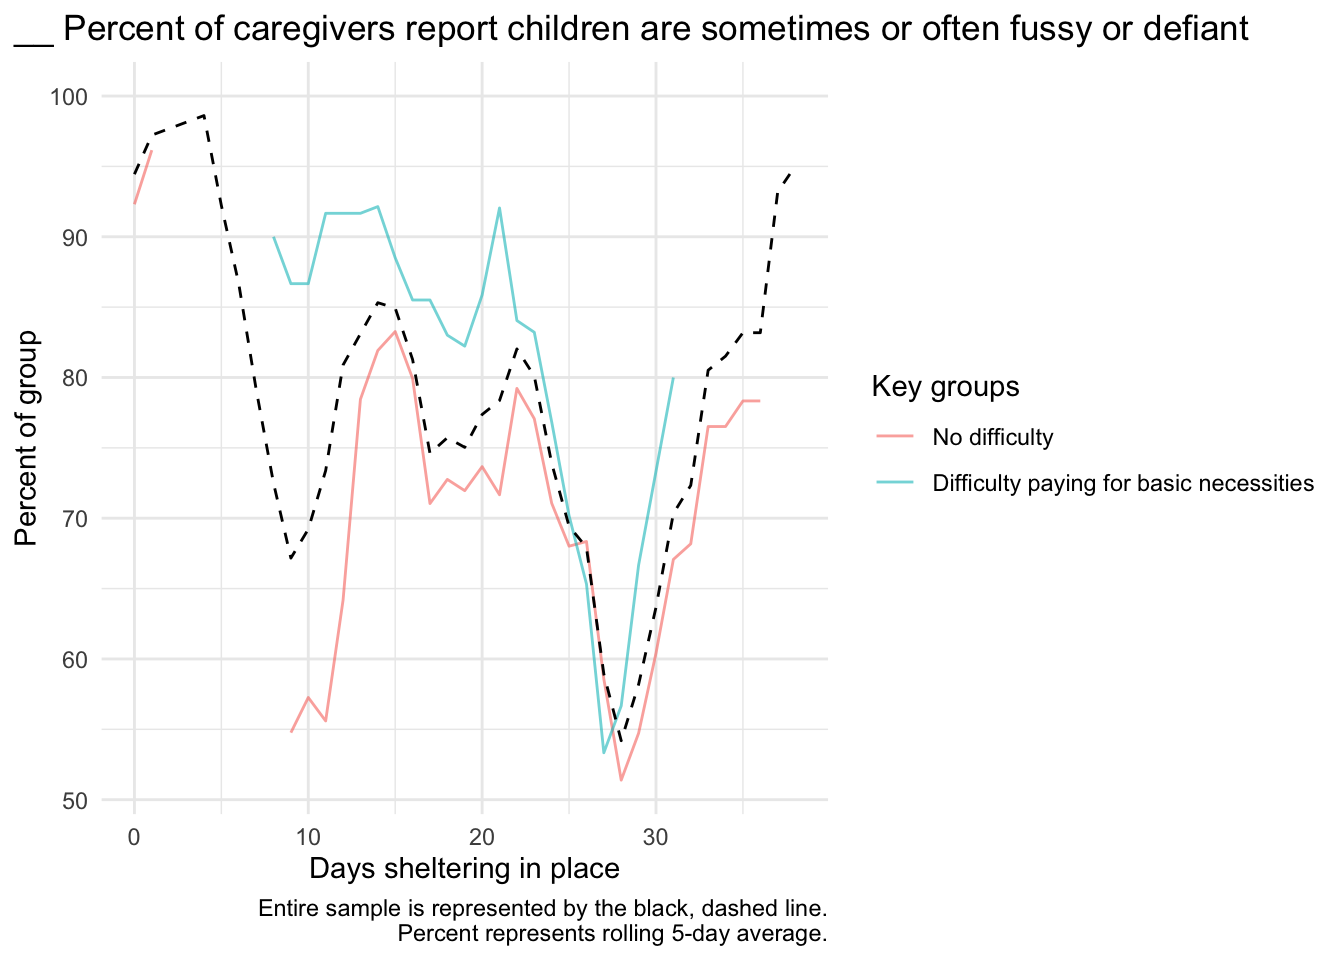 __ Percent of caregivers report children are sometimes or often fussy or defiant
100
90
80
70
60
50
Percent of group
0 10 20 30
Days sheltering in place
Key groups
No difficulty
Difficulty paying for basic necessities
Entire sample is represented by the black, dashed line.
Percent represents rolling 5-day average.